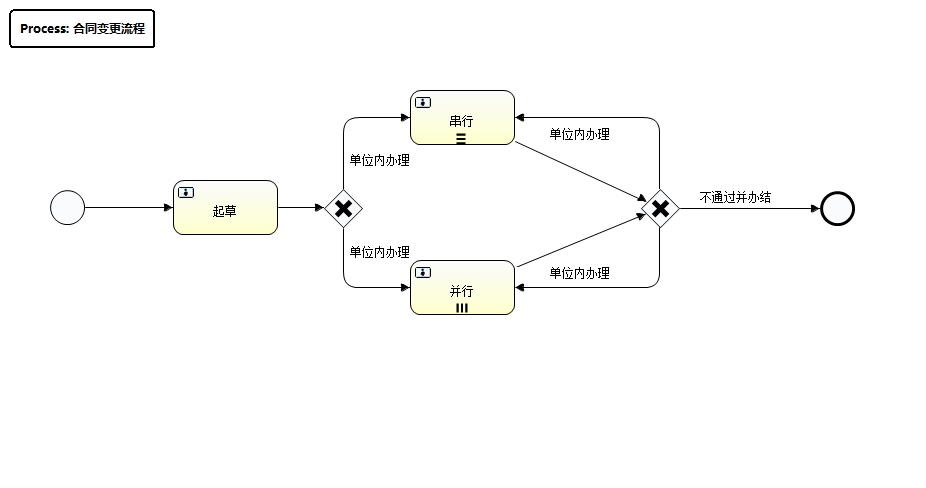 Process: 合同变更流程
串行
单位内办理
单位内办理
不通过并办结
起草
单位内办理
单位内办理
并行